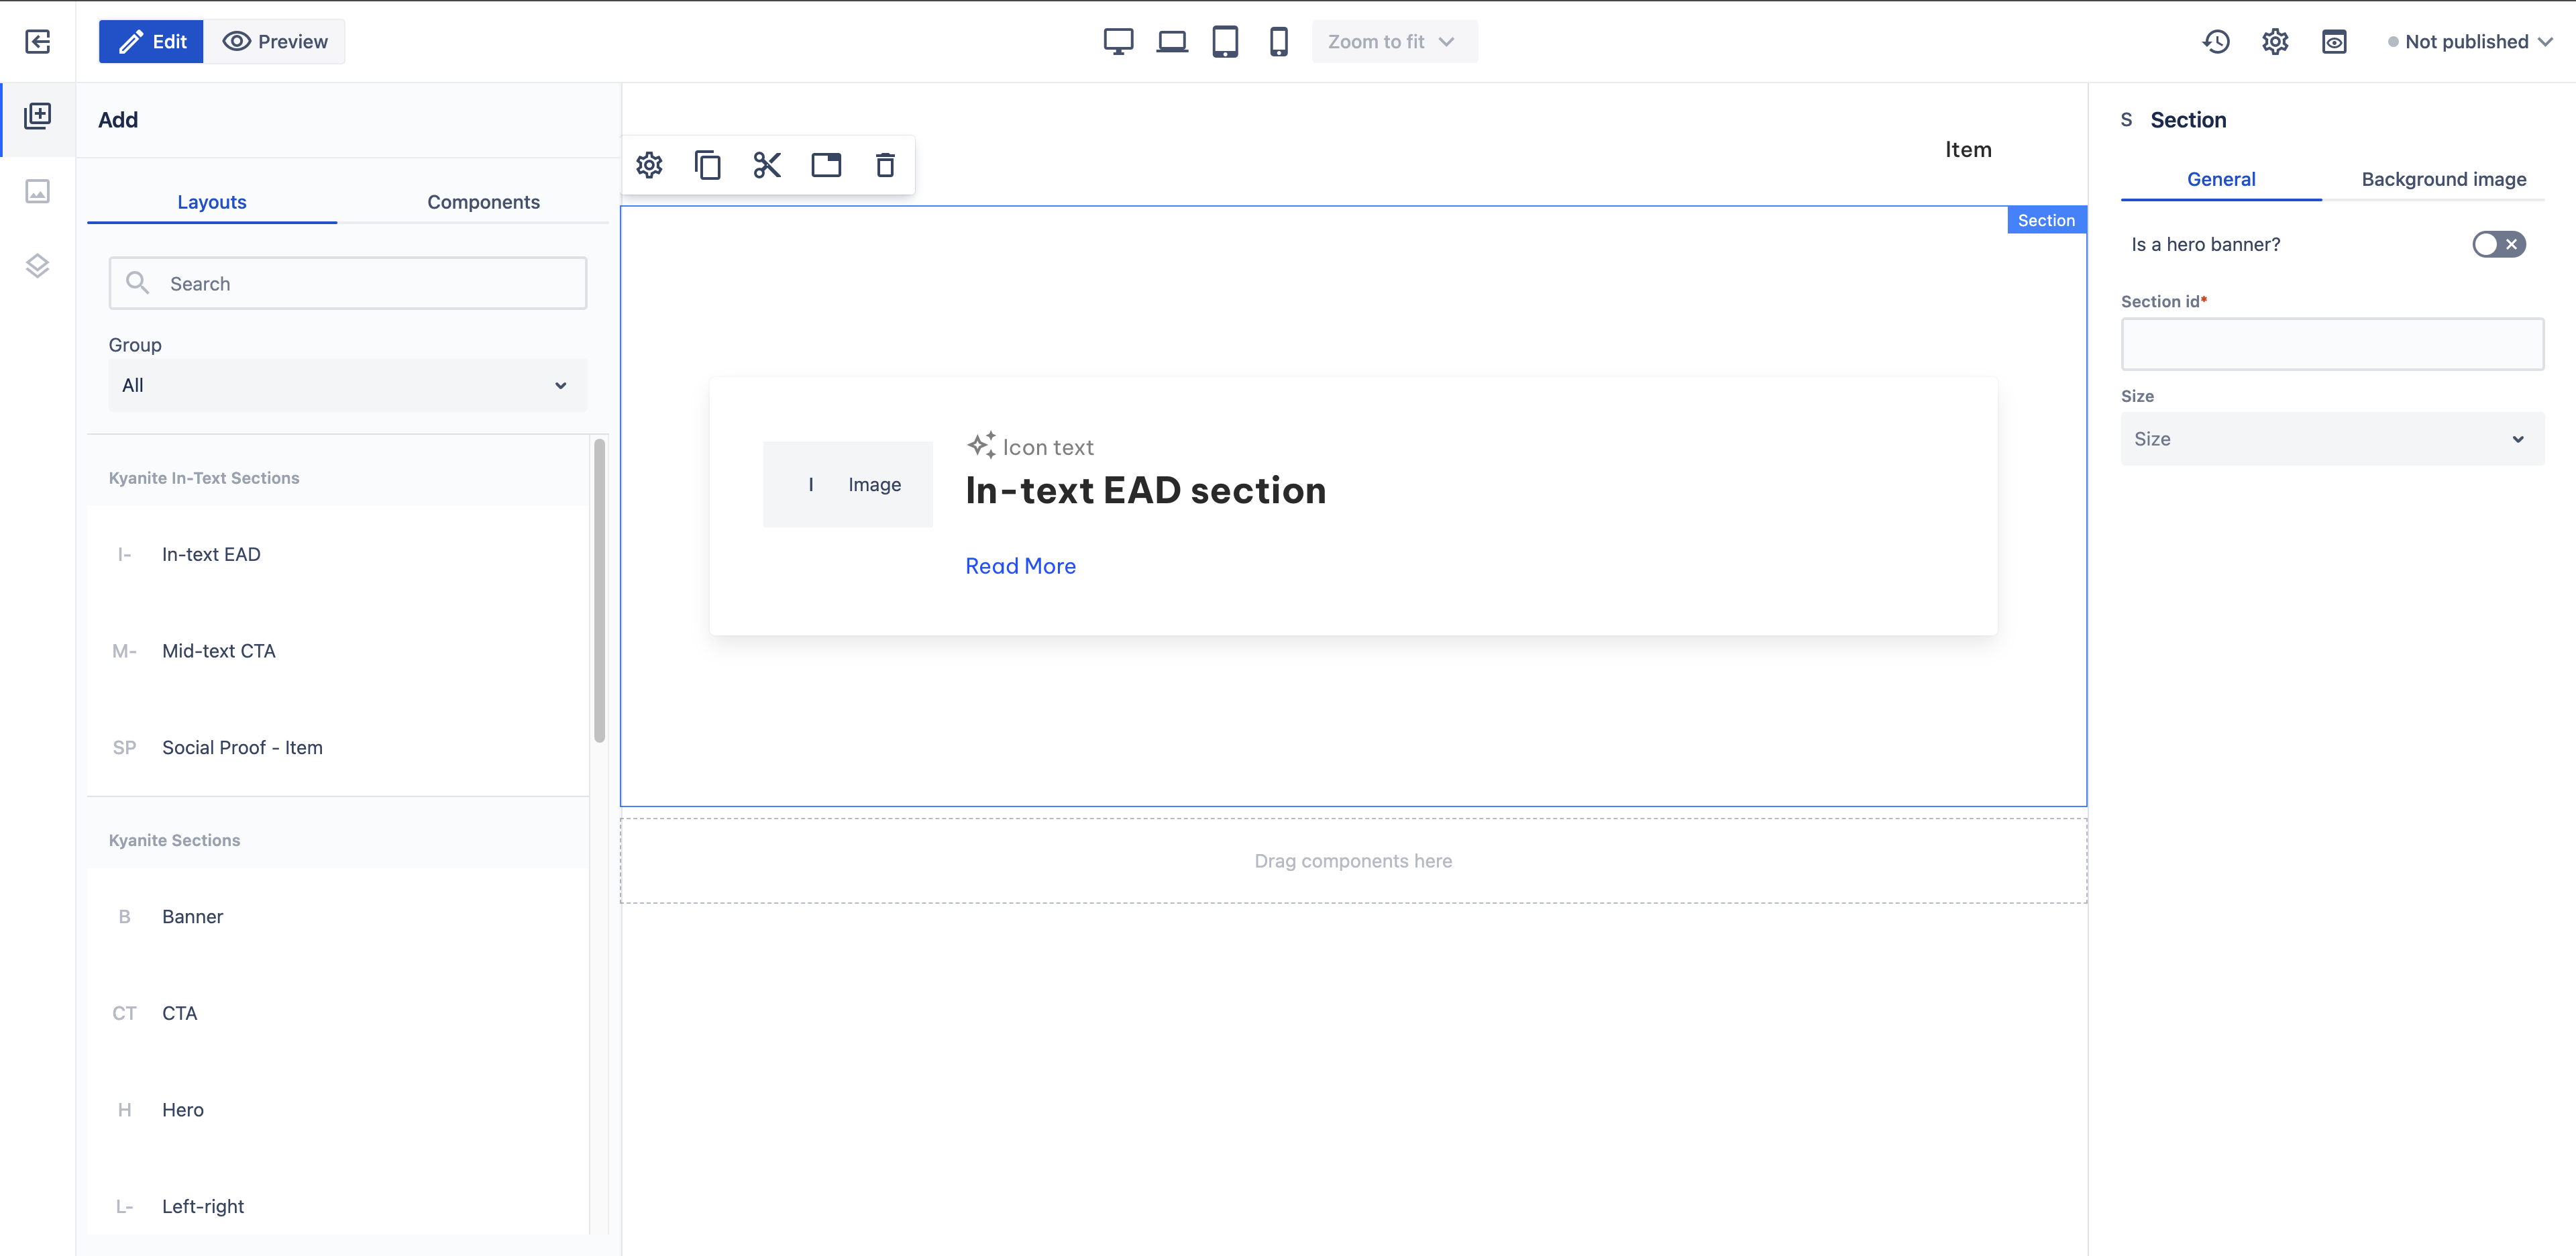 Edit
Preview
Zoom to fit
Not published
Add
Layouts
Components
Search
Group
All
Kyanite In-Text Sections
I- In-text EAD
M- Mid-text CTA
SP Social Proof - Item
Kyanite Sections
B Banner
CT CTA
H Hero
L- Left-right
Item
Section
I Image
Icon text
In-text EAD section
Read More
Drag components here
S Section
General
Background image
Is a hero banner?
Section id*
Size
Size